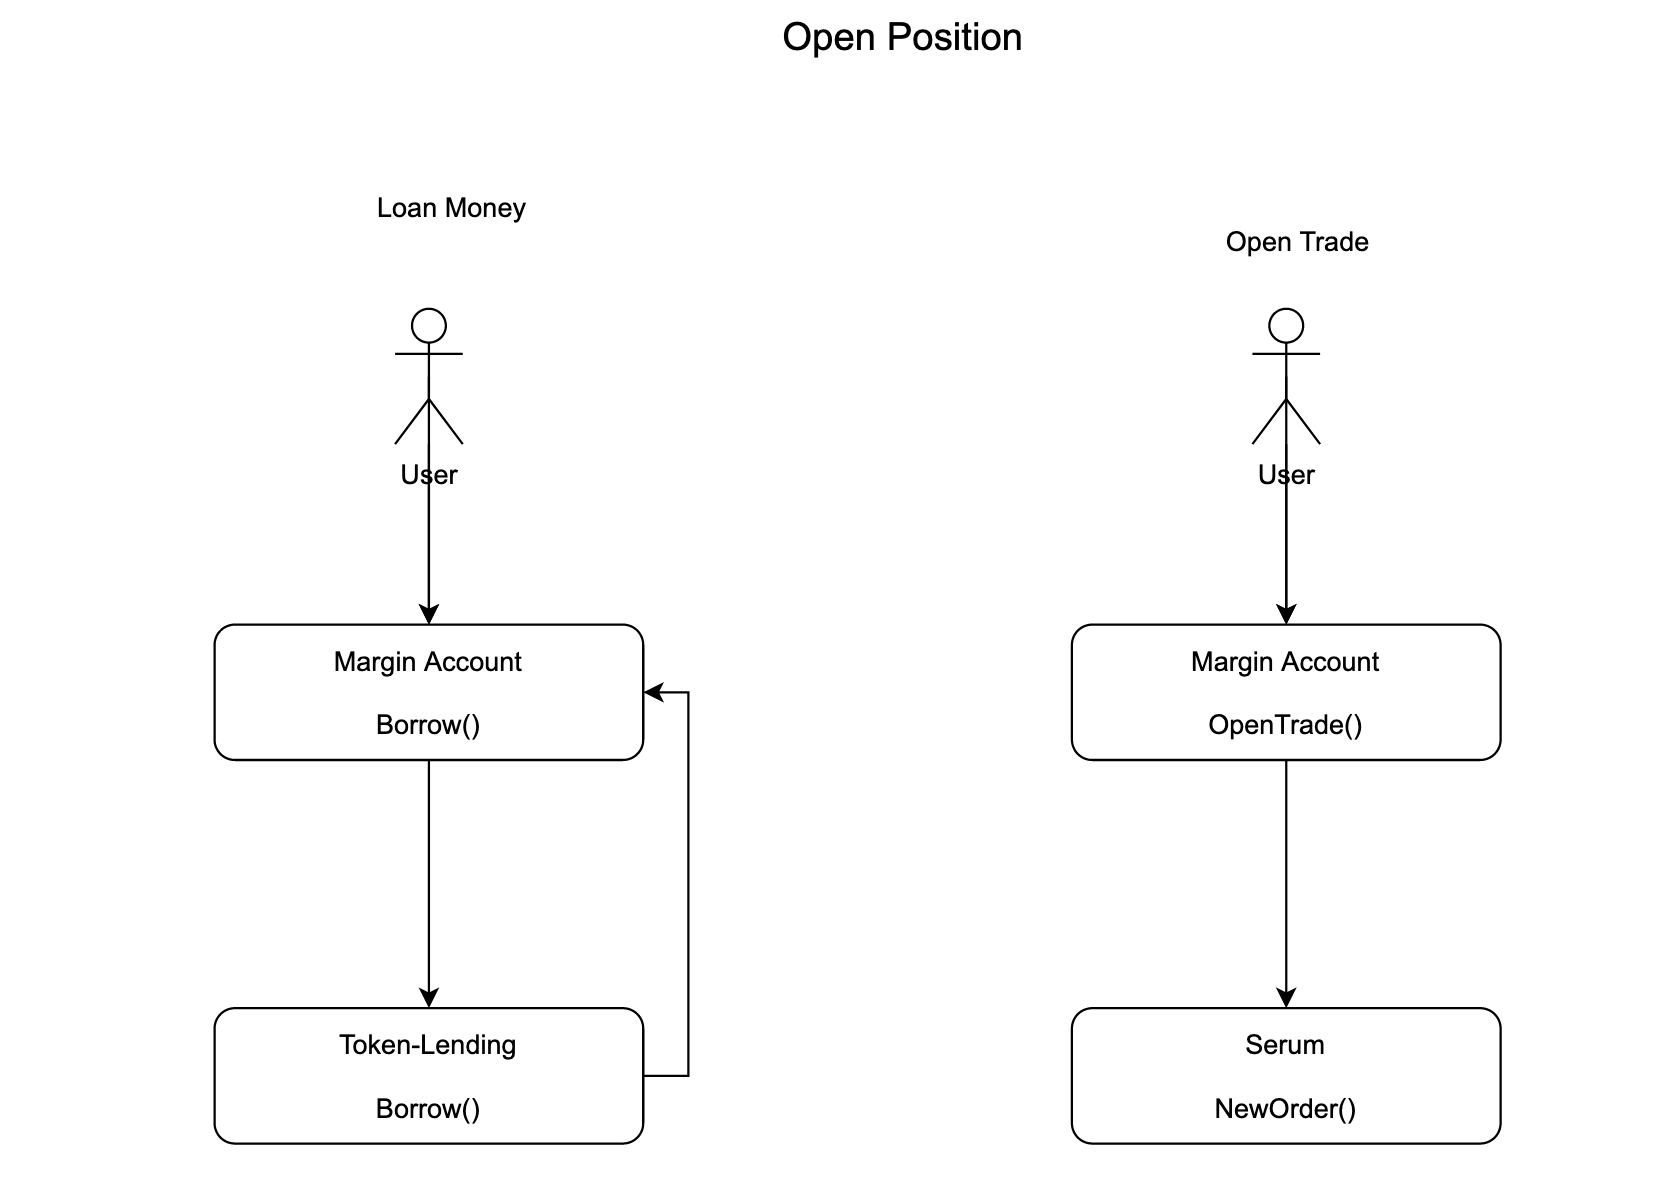 Open Position
Loan Money
User
Margin Account
Borrow()
Token-Lending
Borrow()
Open Trade
User
Margin Account
OpenTrade()
Serum
NewOrder()